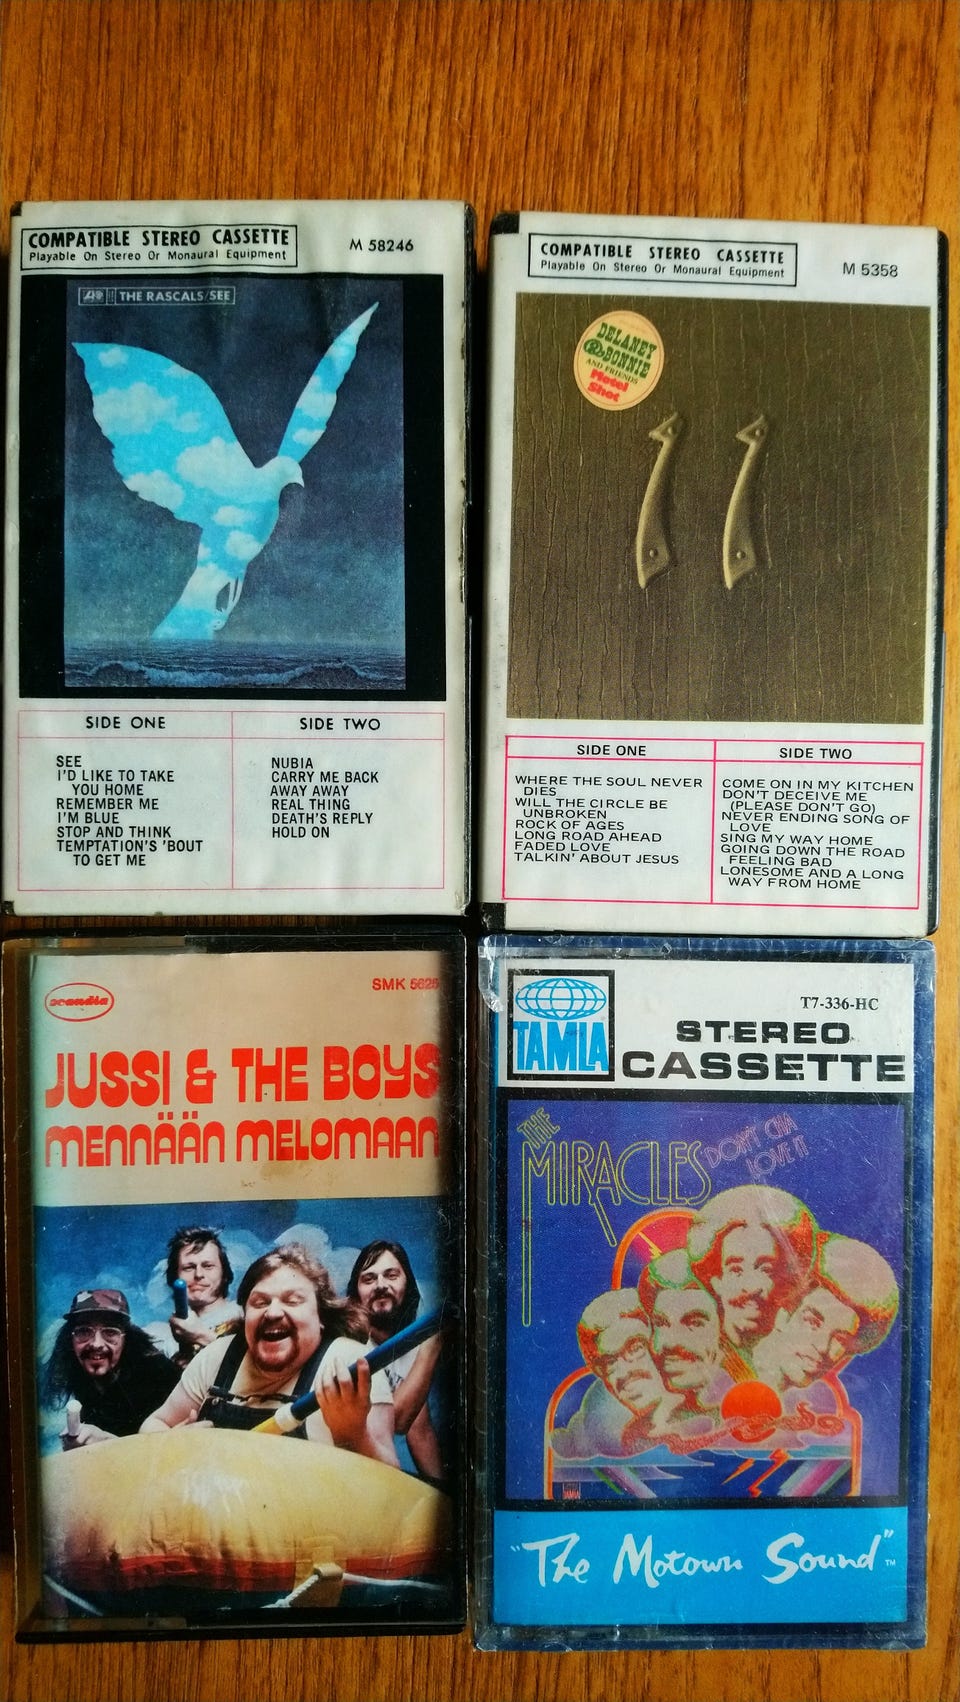 COMPATIBLE STEREO CASSETTE
Playable On Stereo Or Monaural Equipment
M 58246
THE RASCALS/SEE
SIDE ONE
SEE
I'D LIKE TO TAKE
YOU HOME
REMEMBER ME
I'M BLUE
STOP AND THINK
TEMPTATION'S 'BOUT
TO GET ME
SIDE TWO
NUBIA
CARRY ME BACK
AWAY AWAY
REAL THING
DEATH'S REPLY
HOLD ON
COMPATIBLE STEREO CASSETTE
Playable On Stereo Or Monaural Equipment
M 5358
DELANEY
& BONNIE
AND FRIENDS
Motel
Shot
SIDE ONE
WHERE THE SOUL NEVER
DIES
WILL THE CIRCLE BE
UNBROKEN
ROCK OF AGES
LONG ROAD AHEAD
FADED LOVE
TALKIN' ABOUT JESUS
SIDE TWO
COME ON IN MY KITCHEN
DON'T DECEIVE ME
(PLEASE DON'T GO)
NEVER ENDING SONG OF
LOVE
SING MY WAY HOME
GOING DOWN THE ROAD
FEELING BAD
LONESOME AND A LONG
WAY FROM HOME
scandia
SMK 5625
JUSSI & THE BOYS
MENNÄÄN MELOMAAN
TAMLA
T7-336-HC
STEREO
CASSETTE
THE
MIRACLES
DON'T CHA
LOVE IT
TAMLA
"The Motown Sound"™